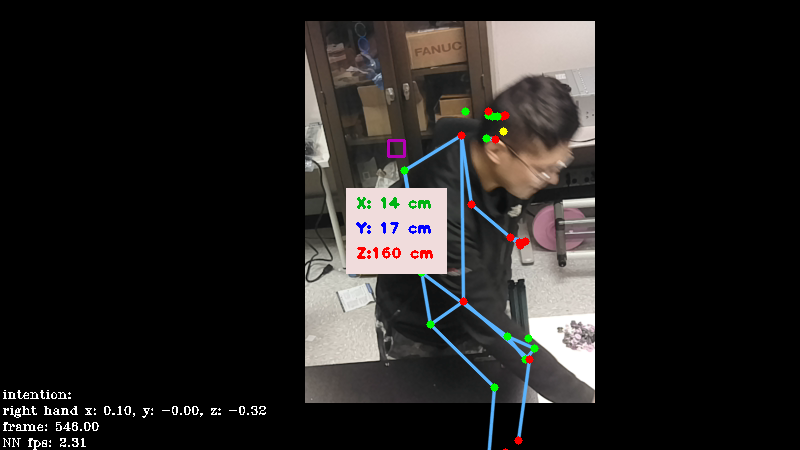 FANUC
X: 14 cm
Y: 17 cm
Z:160 cm
intention:
right hand x: 0.10, y: -0.00, z: -0.32
frame: 546.00
NN fps: 2.31